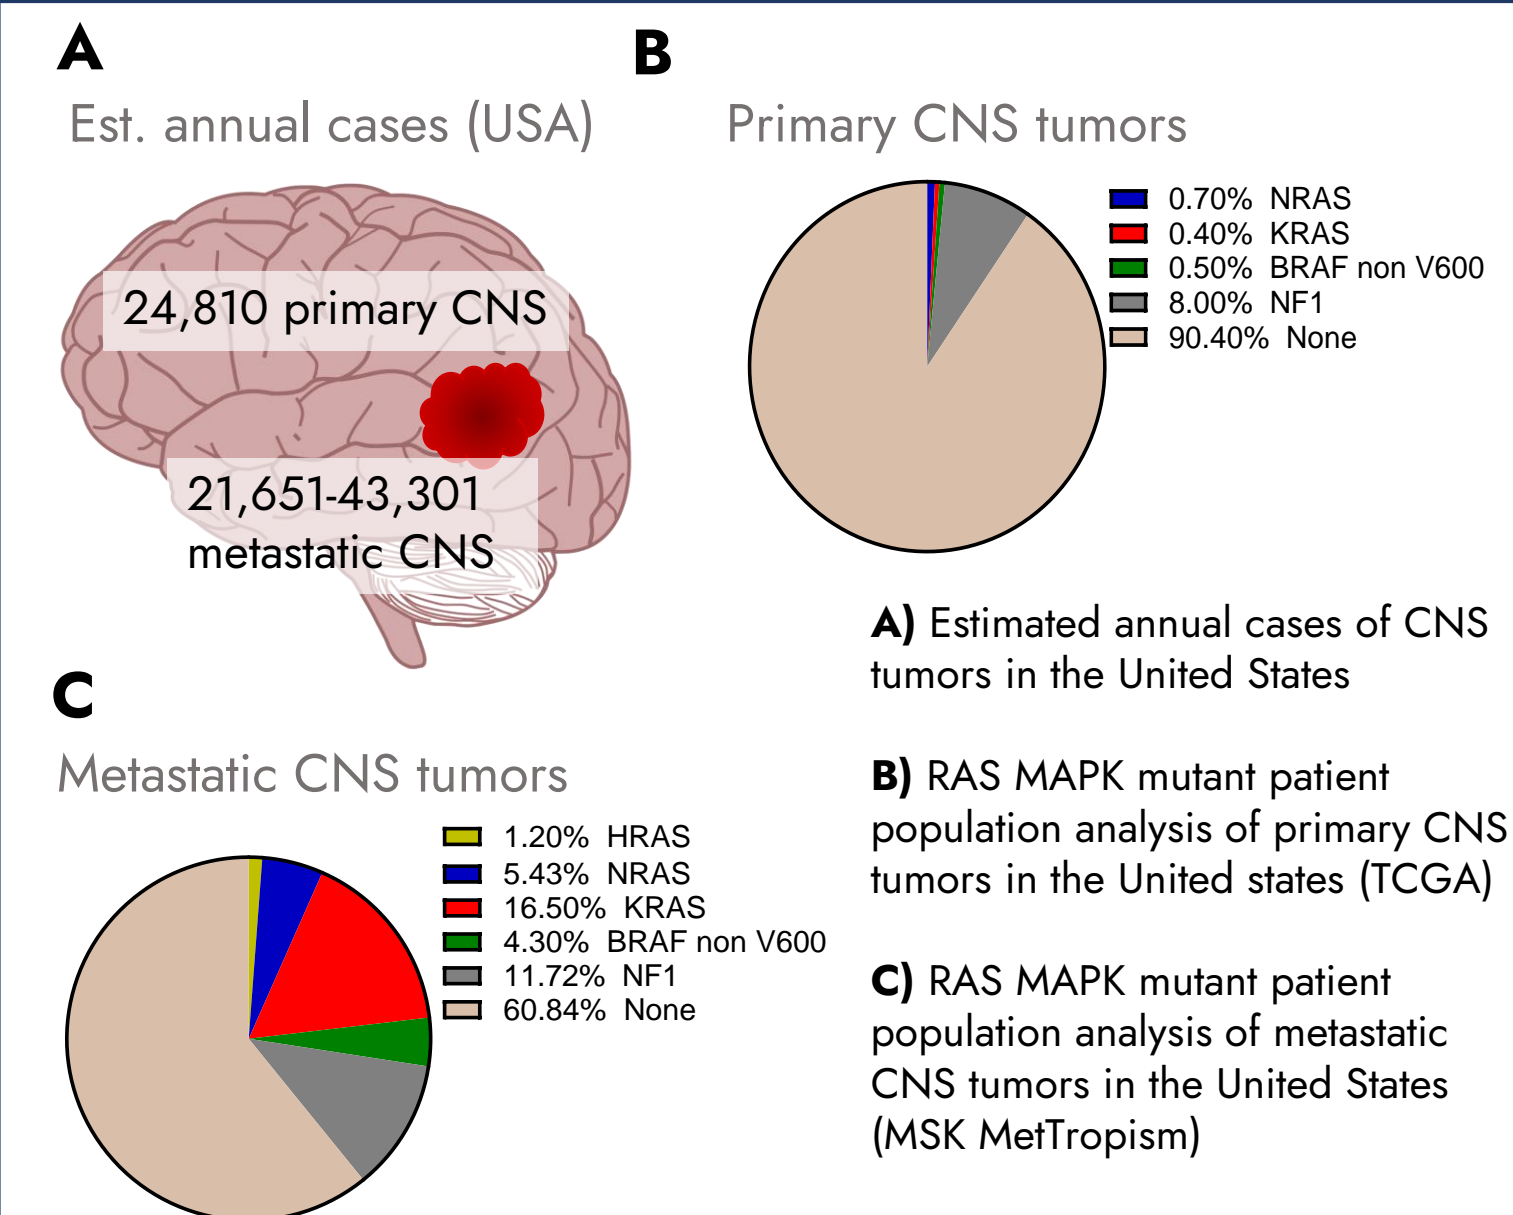 A
Est. annual cases (USA)
24,810 primary CNS
21,651-43,301
metastatic CNS
B
Primary CNS tumors
0.70% NRAS
0.40% KRAS
0.50% BRAF non V600
8.00% NF1
90.40% None
C
Metastatic CNS tumors
1.20% HRAS
5.43% NRAS
16.50% KRAS
4.30% BRAF non V600
11.72% NF1
60.84% None
A) Estimated annual cases of CNS
tumors in the United States
B) RAS MAPK mutant patient
population analysis of primary CNS
tumors in the United states (TCGA)
C) RAS MAPK mutant patient
population analysis of metastatic
CNS tumors in the United States
(MSK MetTropism)